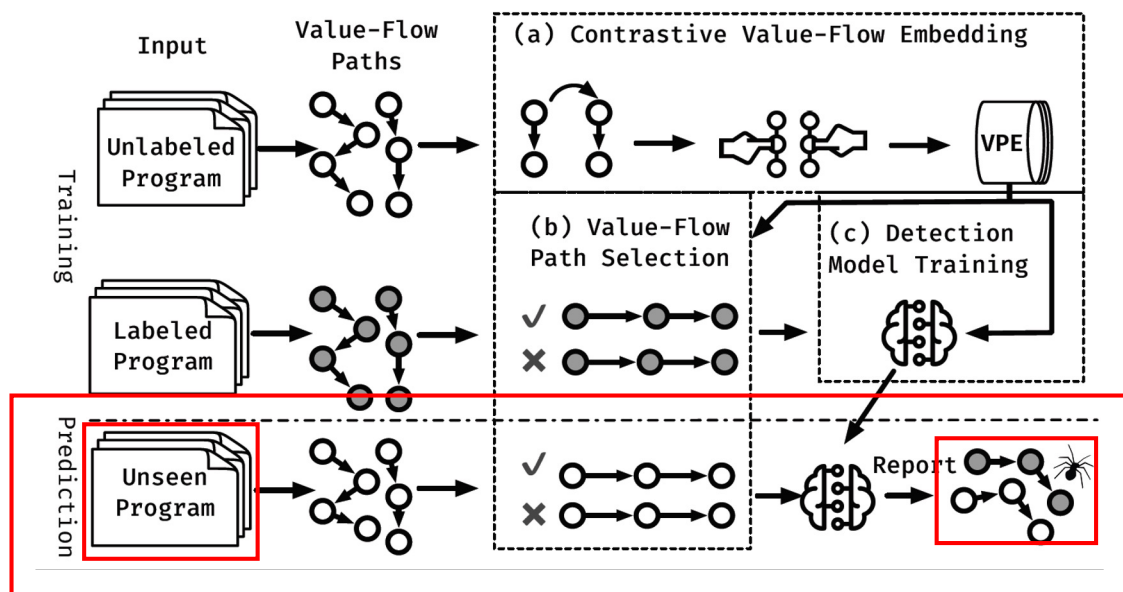 Input
Value-Flow
Paths
(a) Contrastive Value-Flow Embedding
Unlabeled
Program
VPE
Training
(b) Value-Flow
Path Selection
(c) Detection
Model Training
Labeled
Program
Prediction
Unseen
Program
Report